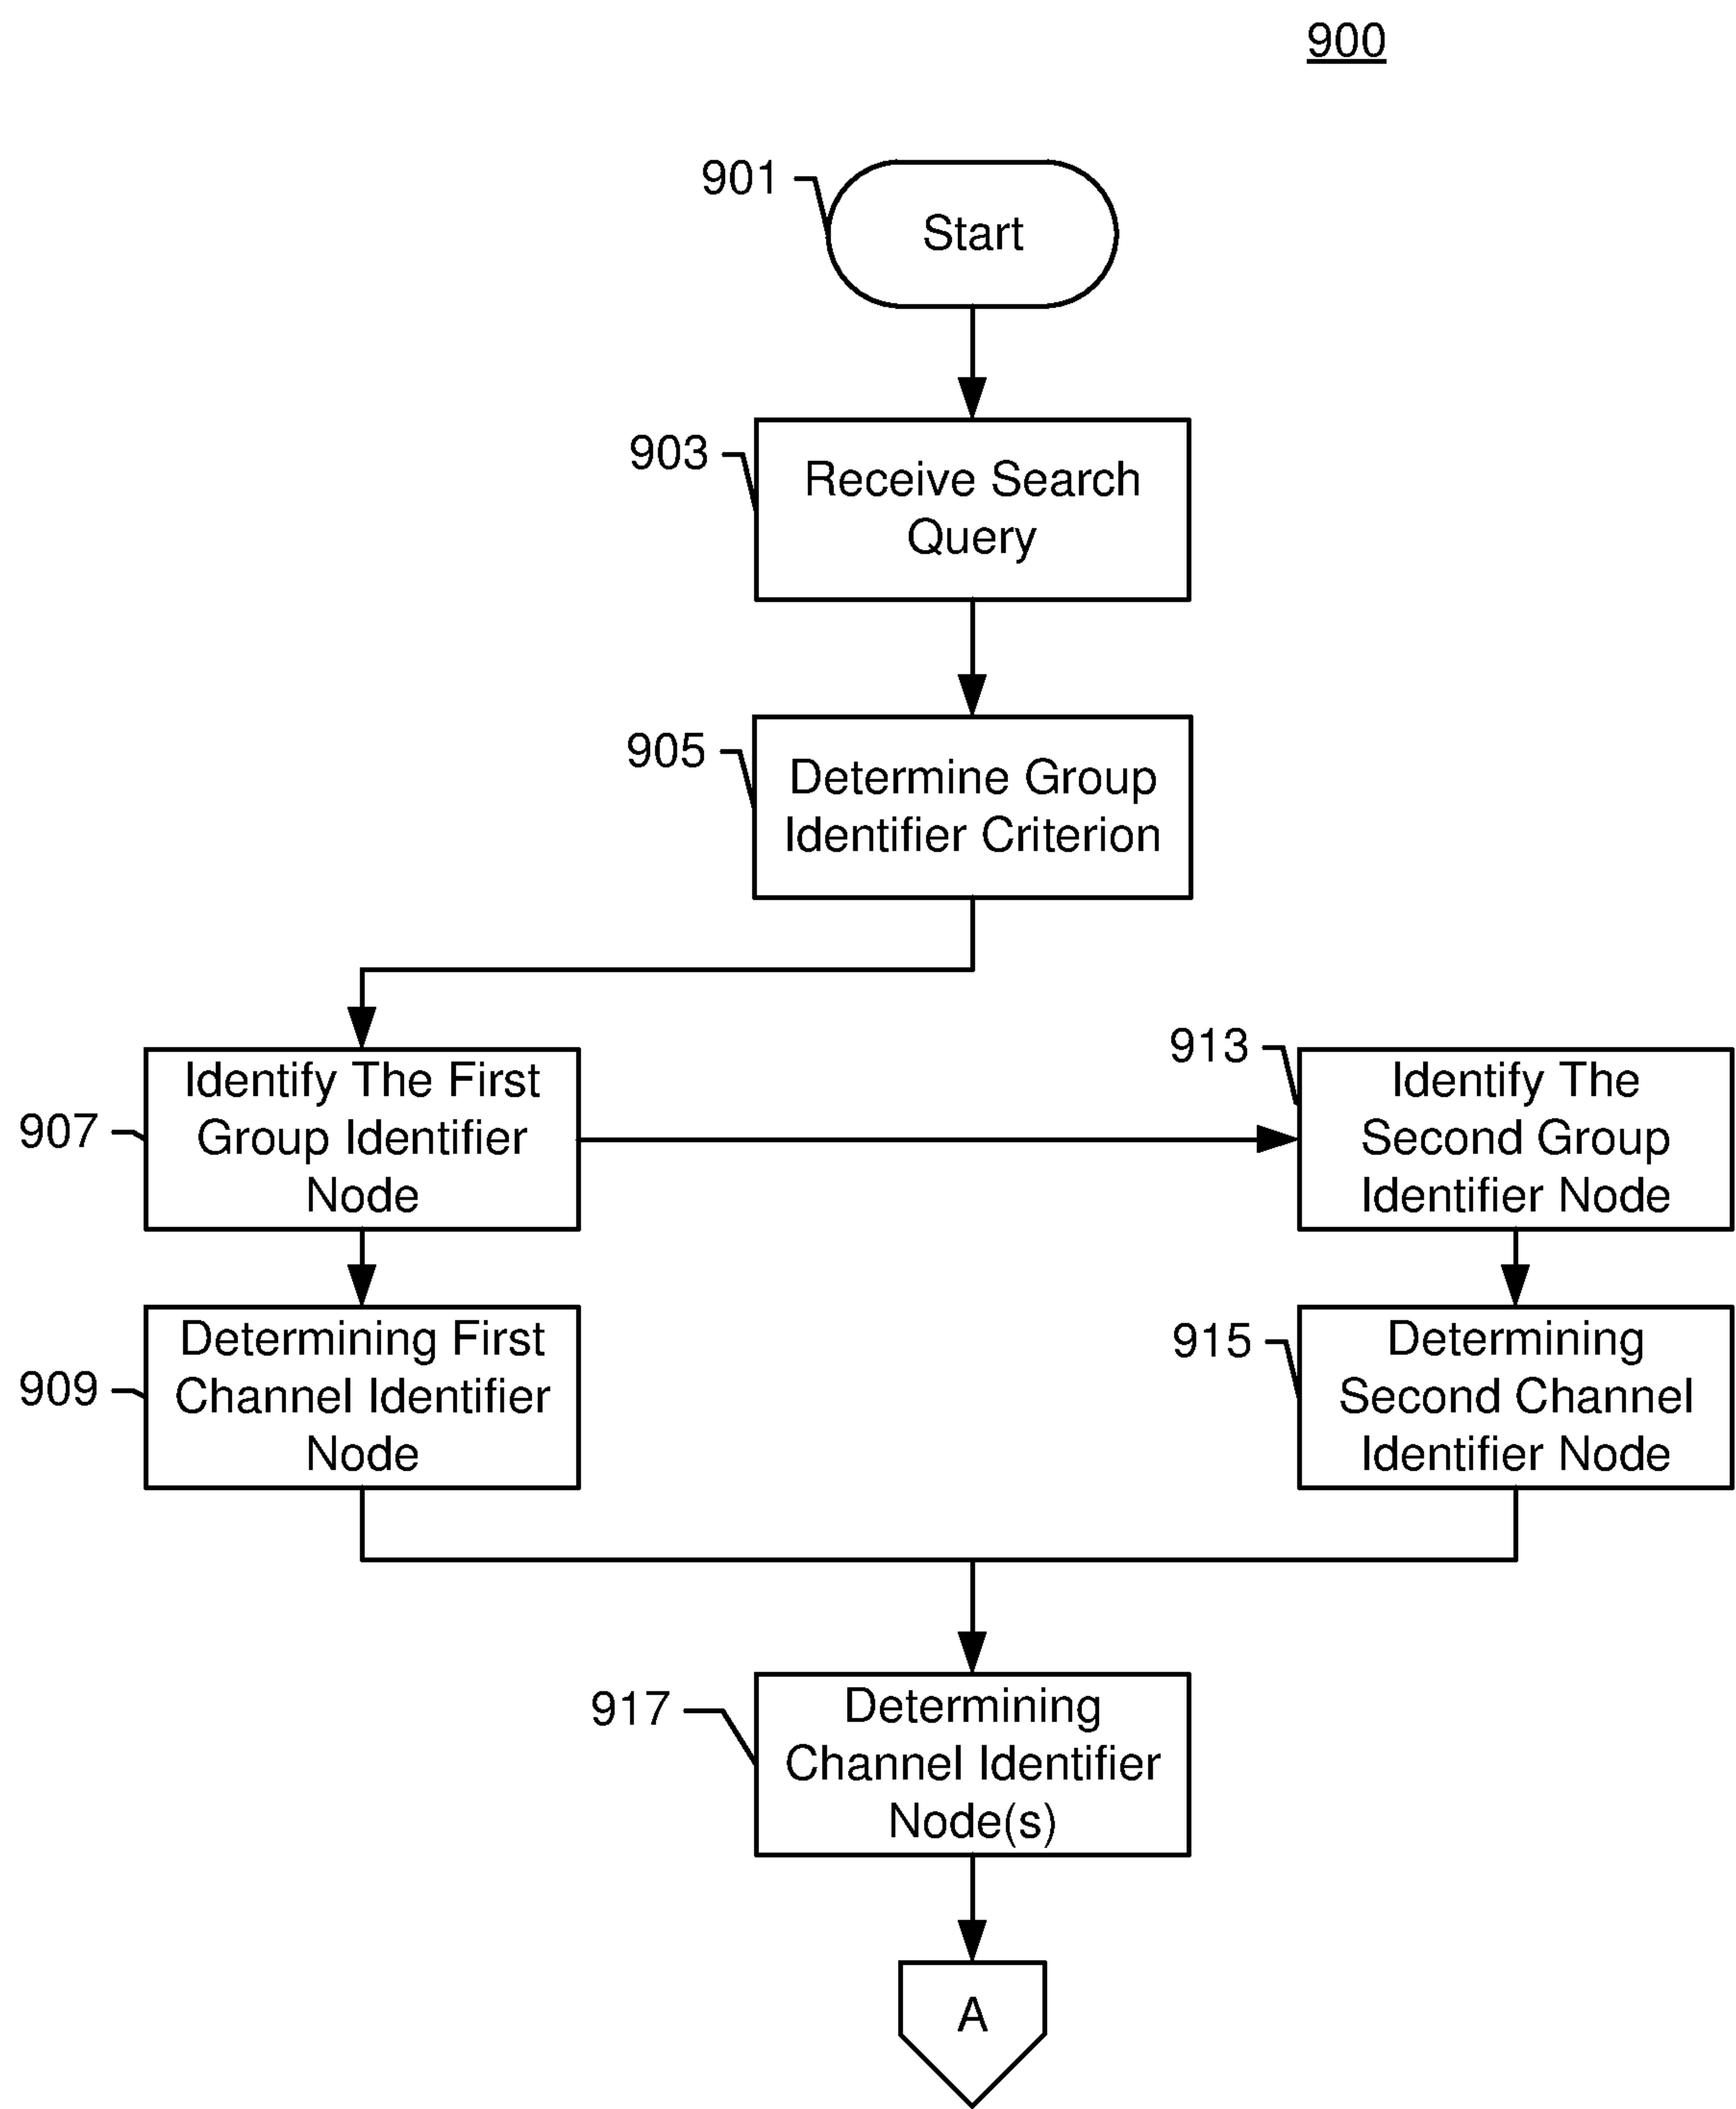 900
901
Start
903
Receive Search
Query
905
Determine Group
Identifier Criterion
907
Identify The First
Group Identifier
Node
913
Identify The
Second Group
Identifier Node
909
Determining First
Channel Identifier
Node
915
Determining
Second Channel
Identifier Node
917
Determining
Channel Identifier
Node(s)
A